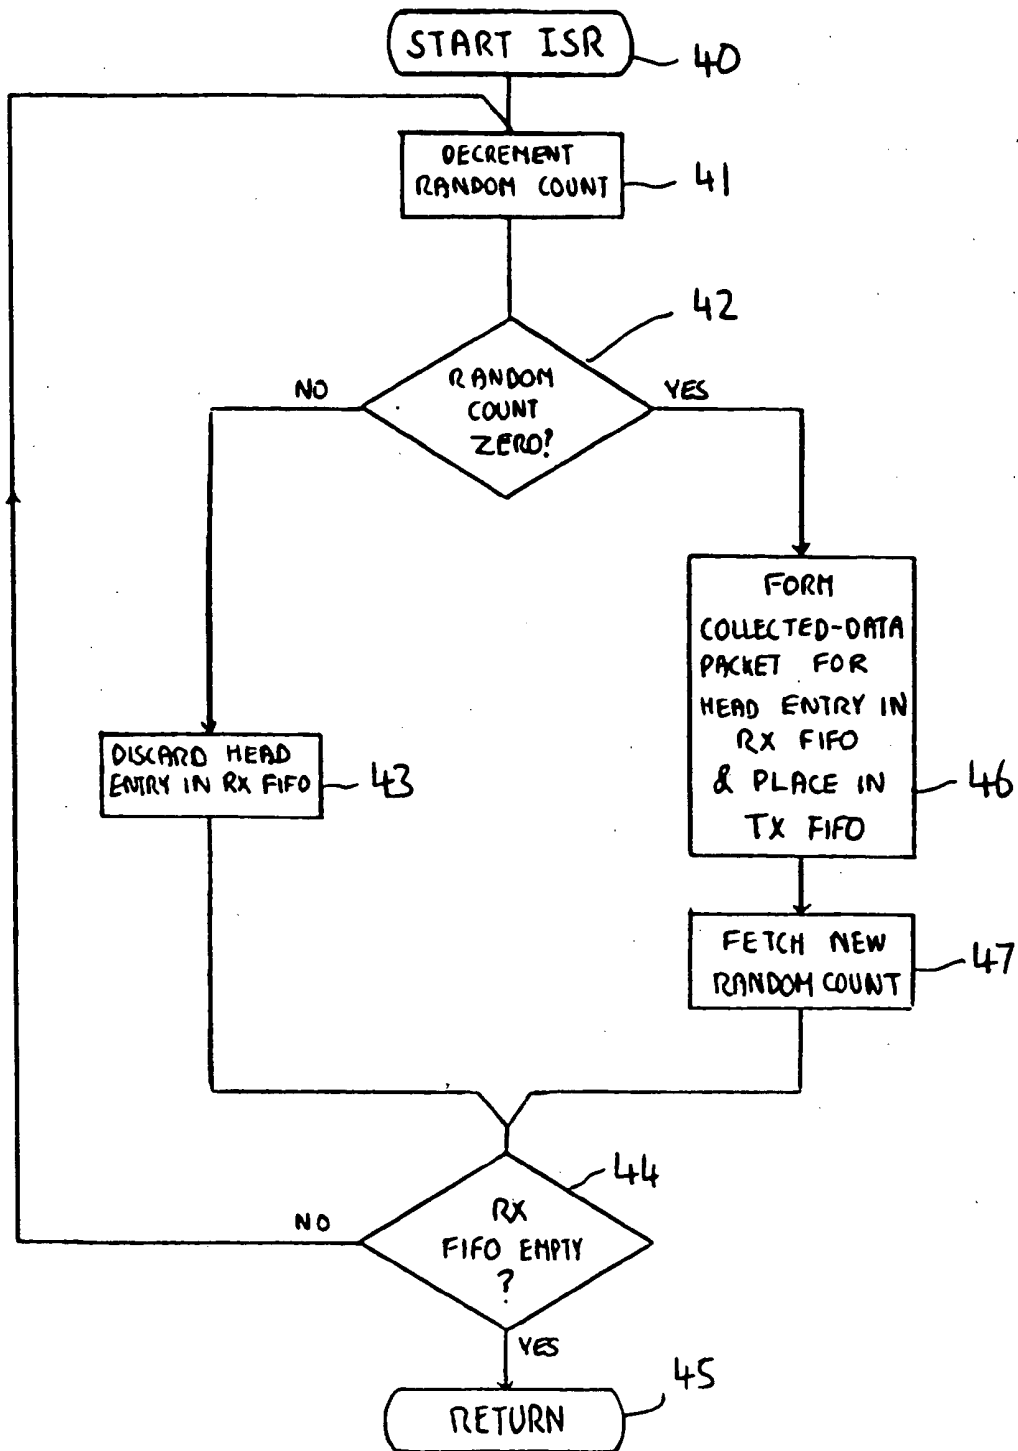 START ISR
40
DECREMENT
RANDOM COUNT
41
42
NO
RANDOM
COUNT
ZERO?
YES
FORM
COLLECTED-DATA
PACKET FOR
HEAD ENTRY IN
RX FIFO
& PLACE IN
TX FIFO
46
DISCARD HEAD
ENTRY IN RX FIFO
43
FETCH NEW
RANDOM COUNT
47
44
NO
RX
FIFO EMPTY
?
YES
45
RETURN